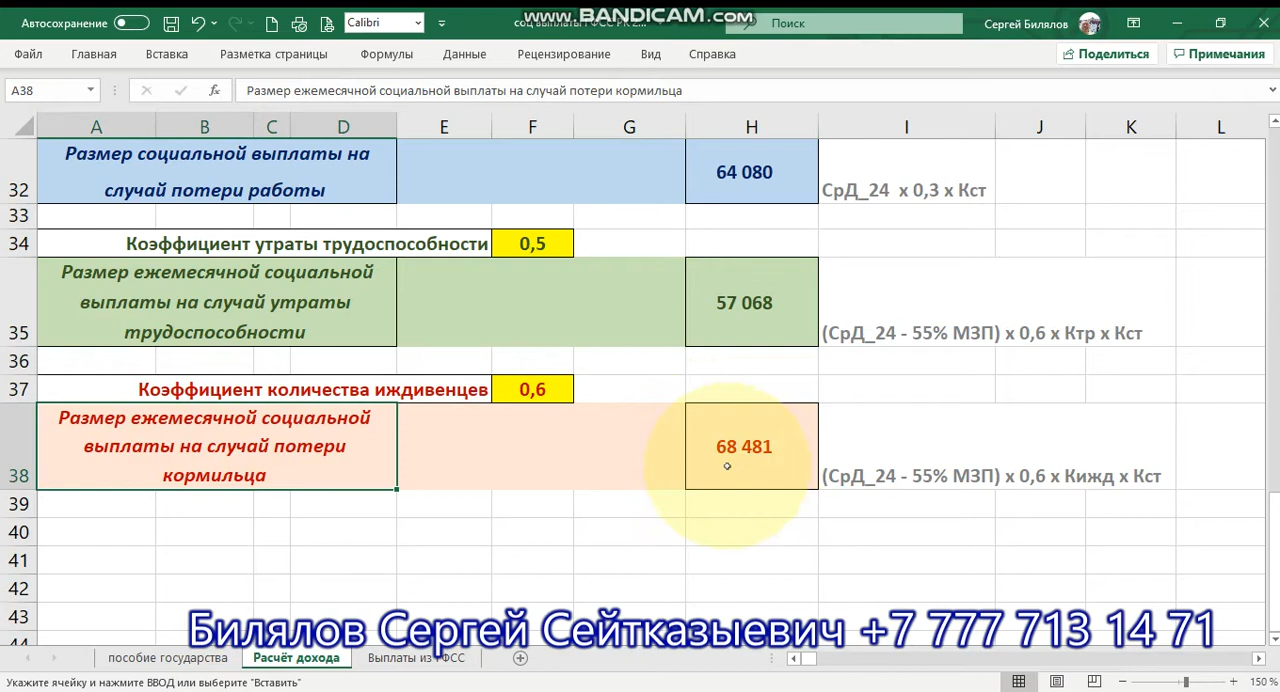 Автосохранение
Calibri
www.BANDICAM.com
Поиск
Сергей Билялов
Файл Главная Вставка Разметка страницы Формулы Данные Рецензирование Вид Справка Поделиться Примечания
A38 fx Размер ежемесячной социальной выплаты на случай потери кормильца
A B C D E F G H I J K L
Размер социальной выплаты на
32 случай потери работы 64 080 СрД_24 x 0,3 x Кст
33
34 Коэффициент утраты трудоспособности 0,5
Размер ежемесячной социальной
выплаты на случай утраты 57 068
35 трудоспособности (СрД_24 - 55% МЗП) x 0,6 x Ктр x Кст
36
37 Коэффициент количества иждивенцев 0,6
Размер ежемесячной социальной
выплаты на случай потери 68 481
38 кормильца (СрД_24 - 55% МЗП) x 0,6 x Кижд x Кст
39
40
41
42
43
44
Билялов Сергей Сейтказыевич +7 777 713 14 71
пособие государства Расчёт дохода Выплаты из ГФСС
Укажите ячейку и нажмите ВВОД или выберите "Вставить" 150 %